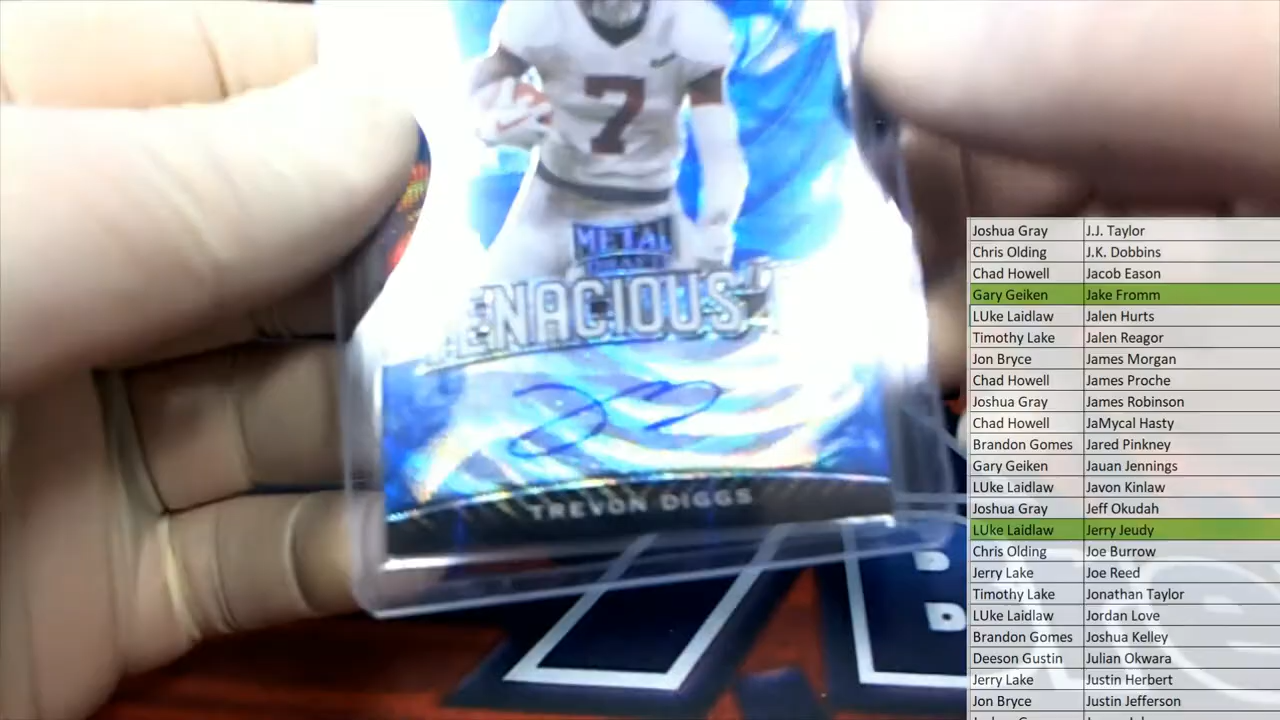 7
METAL
DRAFT
TENACIOUS
TREVON DIGGS
Joshua Gray J.J. Taylor
Chris Olding J.K. Dobbins
Chad Howell Jacob Eason
Gary Geiken Jake Fromm
LUke Laidlaw Jalen Hurts
Timothy Lake Jalen Reagor
Jon Bryce James Morgan
Chad Howell James Proche
Joshua Gray James Robinson
Chad Howell JaMycal Hasty
Brandon Gomes Jared Pinkney
Gary Geiken Jauan Jennings
LUke Laidlaw Javon Kinlaw
Joshua Gray Jeff Okudah
LUke Laidlaw Jerry Jeudy
Chris Olding Joe Burrow
Jerry Lake Joe Reed
Timothy Lake Jonathan Taylor
LUke Laidlaw Jordan Love
Brandon Gomes Joshua Kelley
Deeson Gustin Julian Okwara
Jerry Lake Justin Herbert
Jon Bryce Justin Jefferson